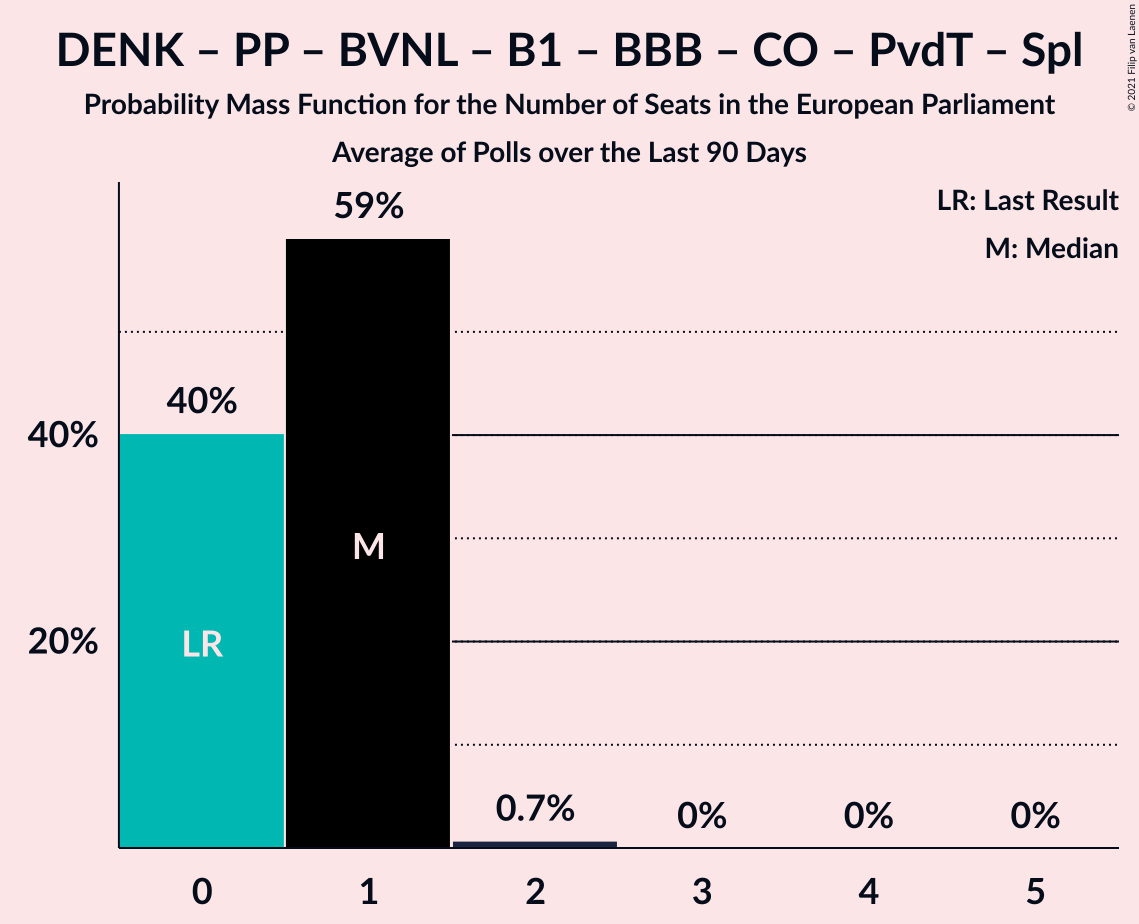 DENK – PP – BVNL – B1 – BBB – CO – PvdT – Spl
Probability Mass Function for the Number of Seats in the European Parliament
Average of Polls over the Last 90 Days
© 2021 Filip van Laenen
LR: Last Result
M: Median
59%
40%
40%
M
LR
20%
0.7%
0%
0%
0%
0
1
2
3
4
5